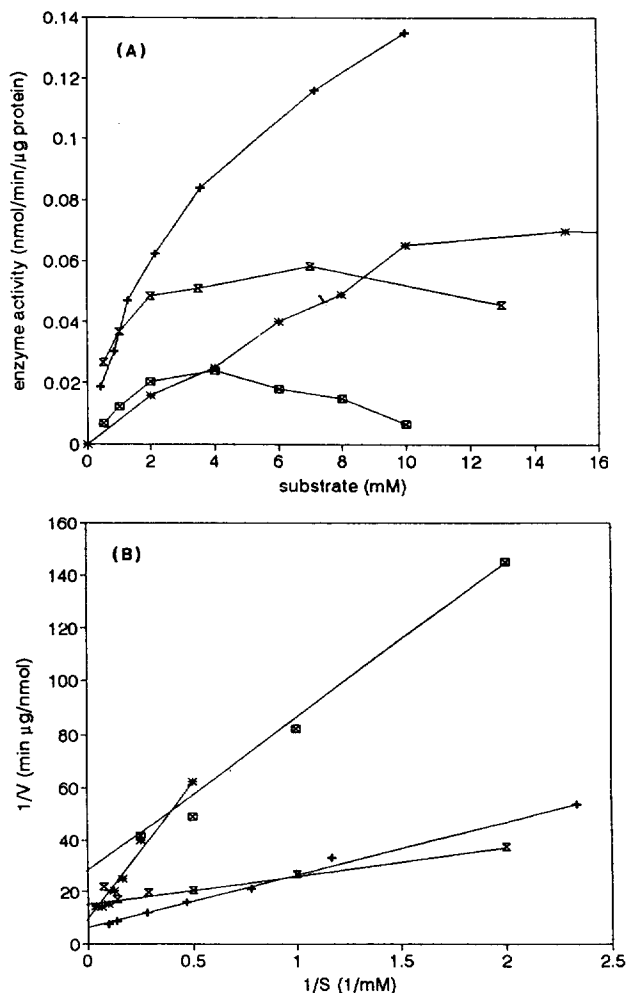 (A)
enzyme activity (nmol/min/µg protein)
0.14
0.12
0.1
0.08
0.06
0.04
0.02
0
0 2 4 6 8 10 12 14 16
substrate (mM)
(B)
1/V (min µg/nmol)
160
140
120
100
80
60
40
20
0
0 0.5 1 1.5 2 2.5
1/S (1/mM)